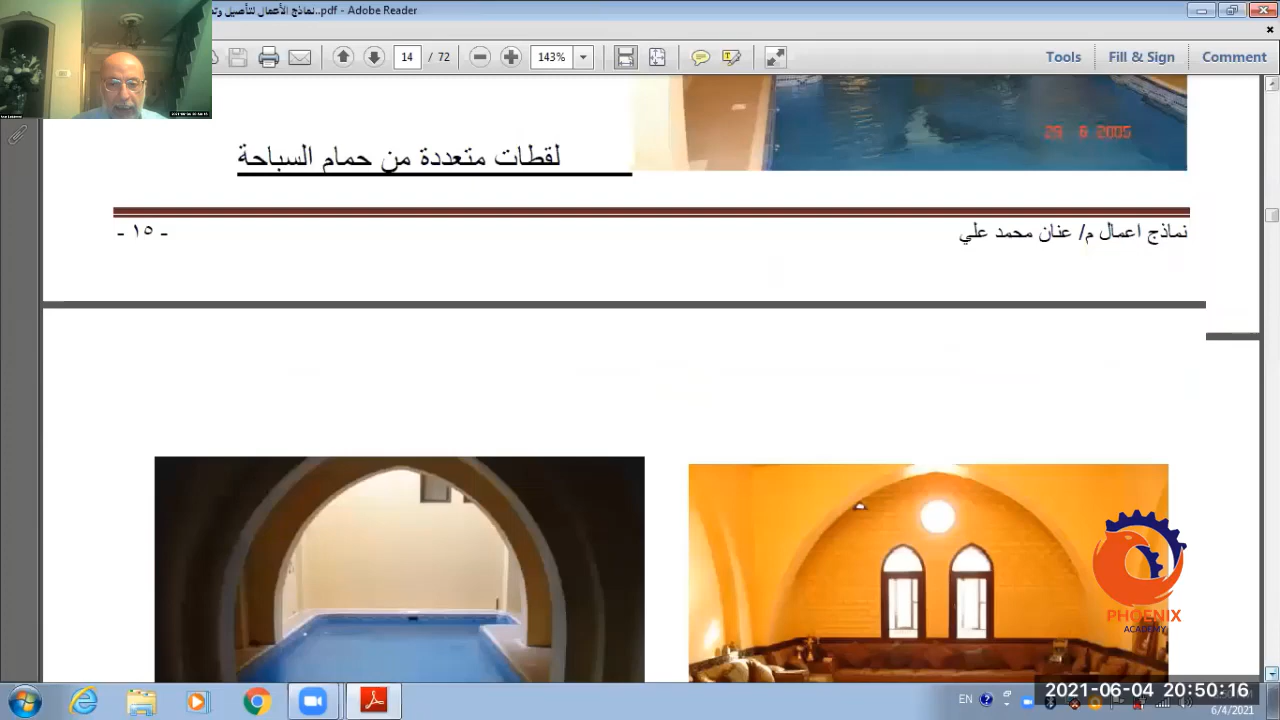 نماذج الأعمال لتأصيل وت...pdf - Adobe Reader
14 / 72
143%
Tools
Fill & Sign
Comment
29 6 2005
لقطات متعددة من حمام السباحة
نماذج اعمال م/ عنان محمد علي
- ١٥ -
PHOENIX
ACADEMY
EN
2021-06-04 20:50:16
6/4/2021